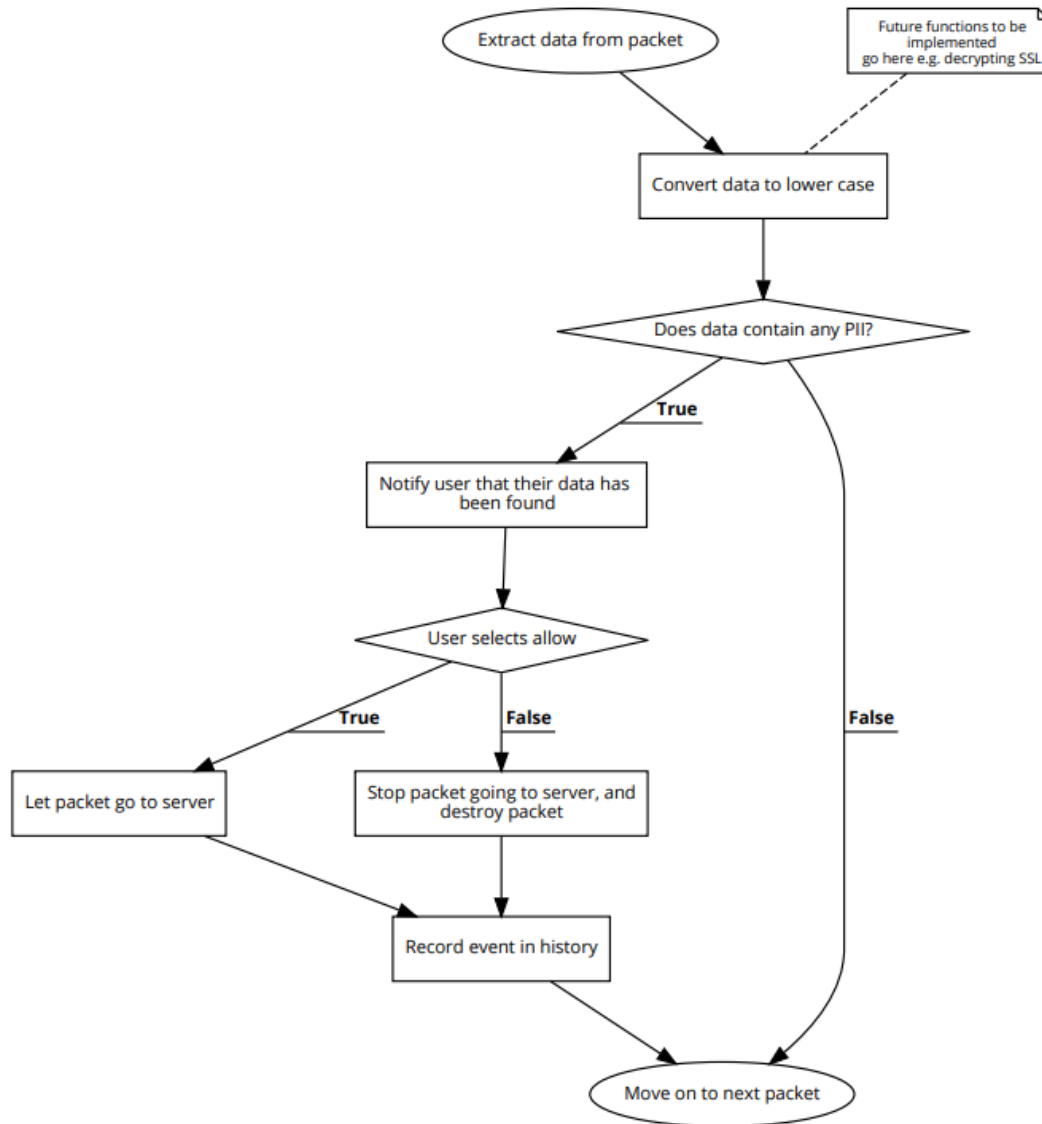 Extract data from packet
Future functions to be
implemented
go here e.g. decrypting SSL
Convert data to lower case
Does data contain any PII?
True
Notify user that their data has
been found
User selects allow
True
False
False
Let packet go to server
Stop packet going to server, and
destroy packet
Record event in history
Move on to next packet